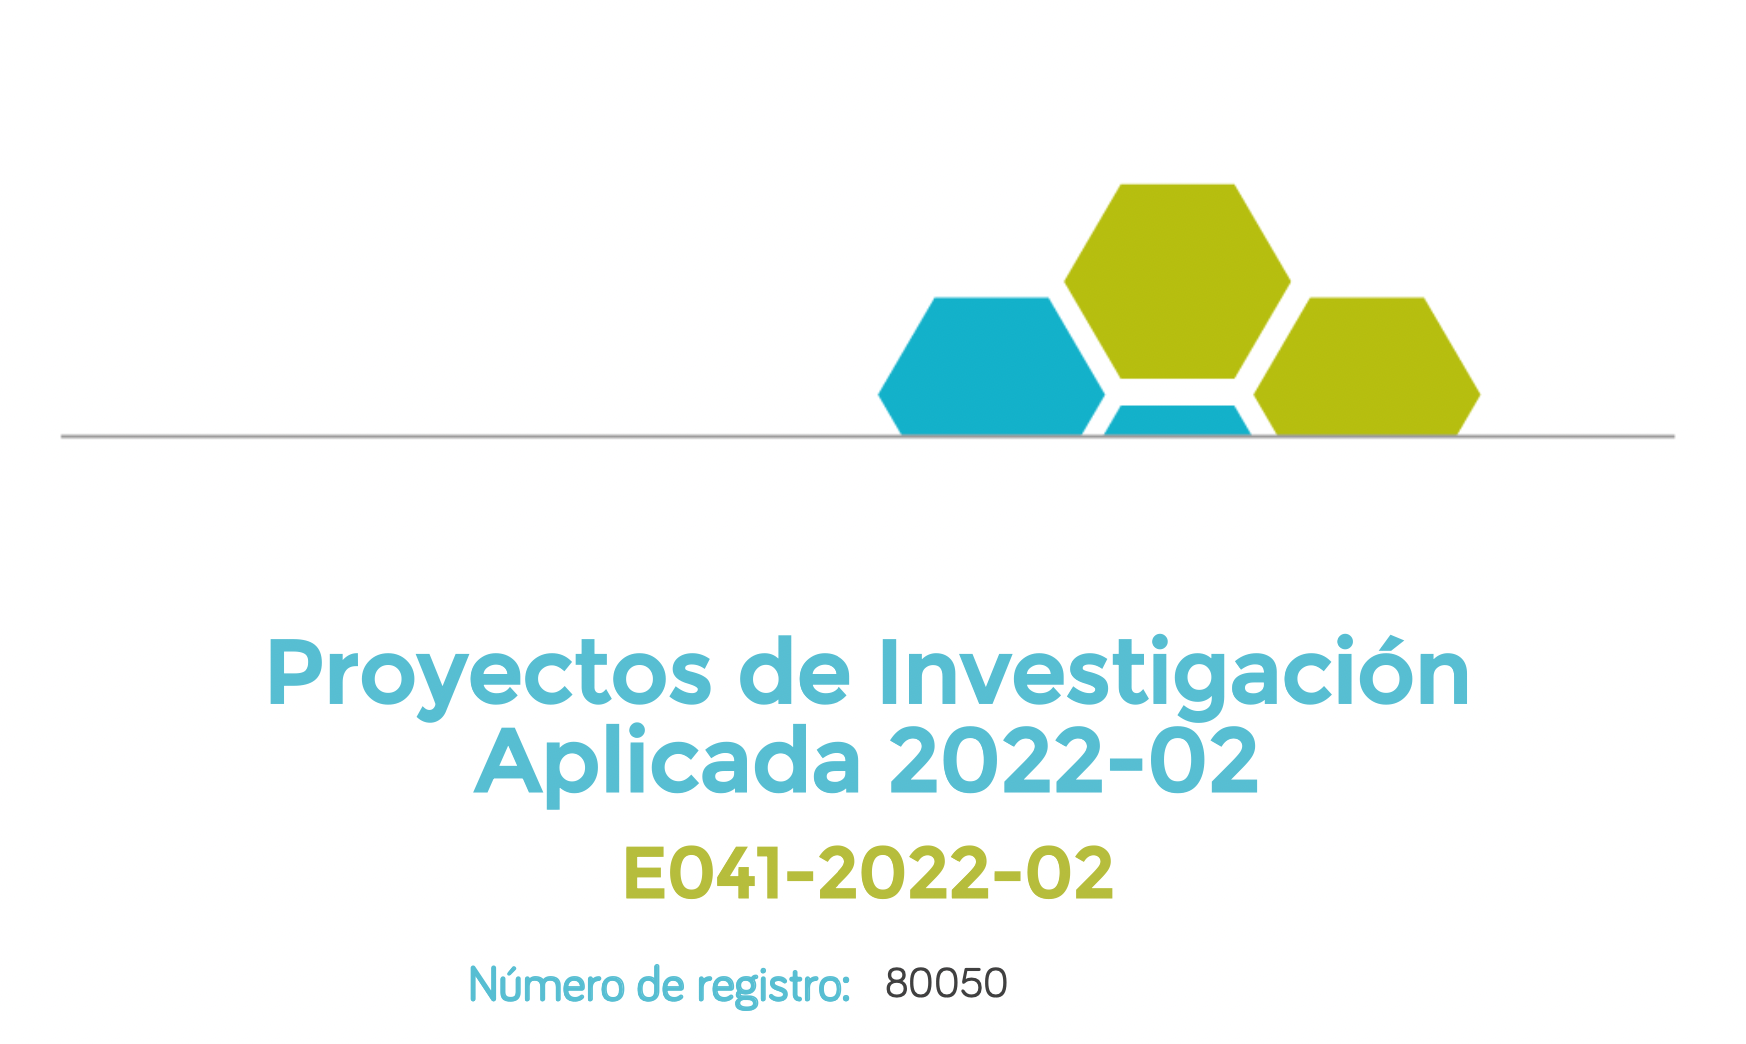 Proyectos de Investigación
Aplicada 2022-02
E041-2022-02
Número de registro: 80050